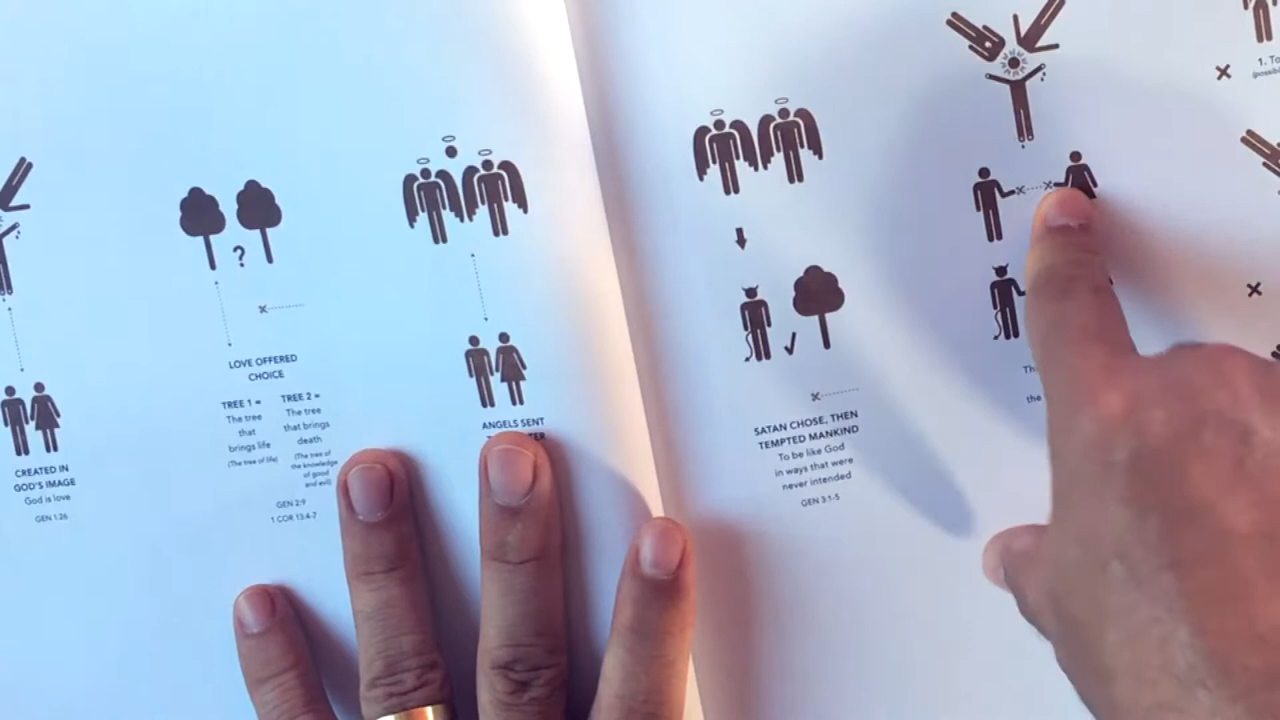 CREATED IN
GOD'S IMAGE
God is love
GEN 1:26
?
LOVE OFFERED
CHOICE
TREE 1 =
The tree
that
brings life
(The tree of life)
TREE 2 =
The tree
that brings
death
(The tree of
the knowledge
of good
and evil)
GEN 2:9
1 COR 13:4-7
ANGELS SENT
SATAN CHOSE, THEN
TEMPTED MANKIND
To be like God
in ways that were
never intended
GEN 3:1-5
the
1. To